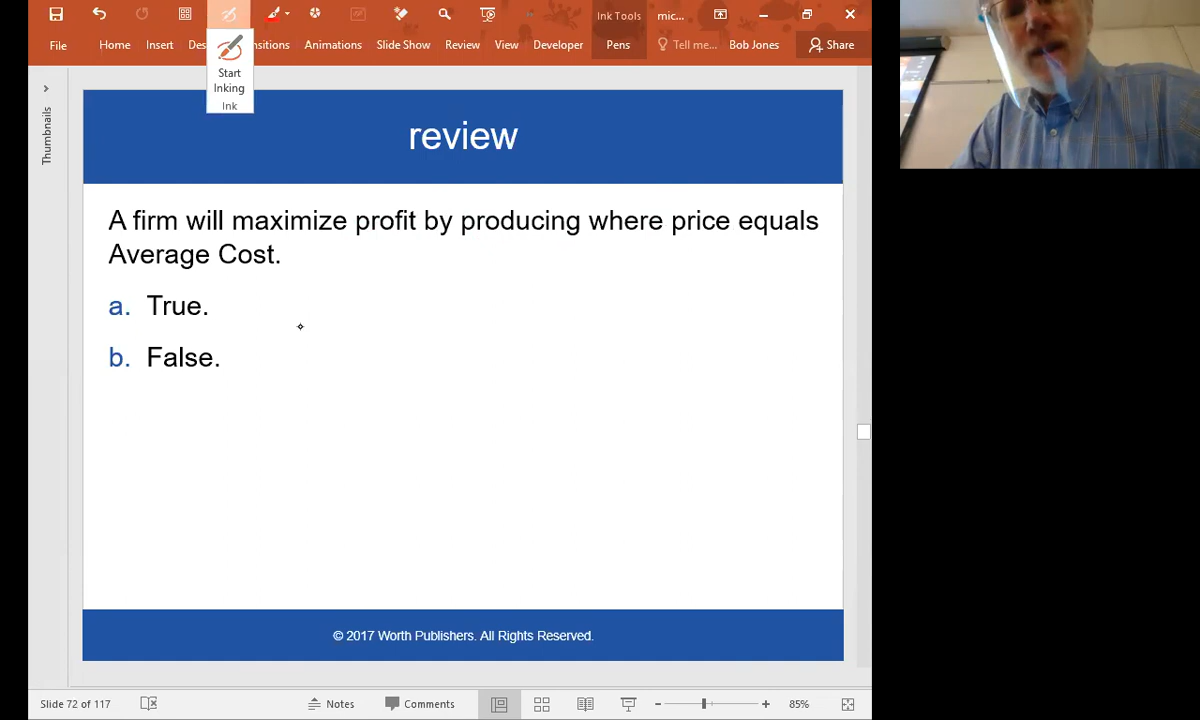 Ink Tools
mic...
File
Home
Insert
Des
nsitions
Animations
Slide Show
Review
View
Developer
Pens
Tell me...
Bob Jones
Share
Start
Inking
Ink
Thumbnails
review
A firm will maximize profit by producing where price equals
Average Cost.
a. True.
b. False.
© 2017 Worth Publishers. All Rights Reserved.
Slide 72 of 117
Notes
Comments
85%